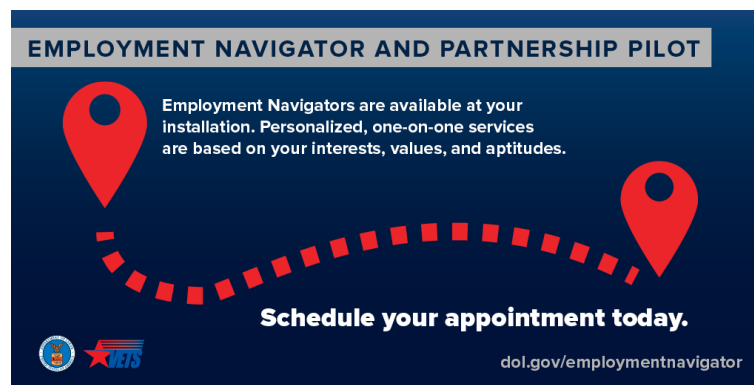 EMPLOYMENT NAVIGATOR AND PARTNERSHIP PILOT
Employment Navigators are available at your
installation. Personalized, one-on-one services
are based on your interests, values, and aptitudes.
Schedule your appointment today.
VETS
dol.gov/employmentnavigator